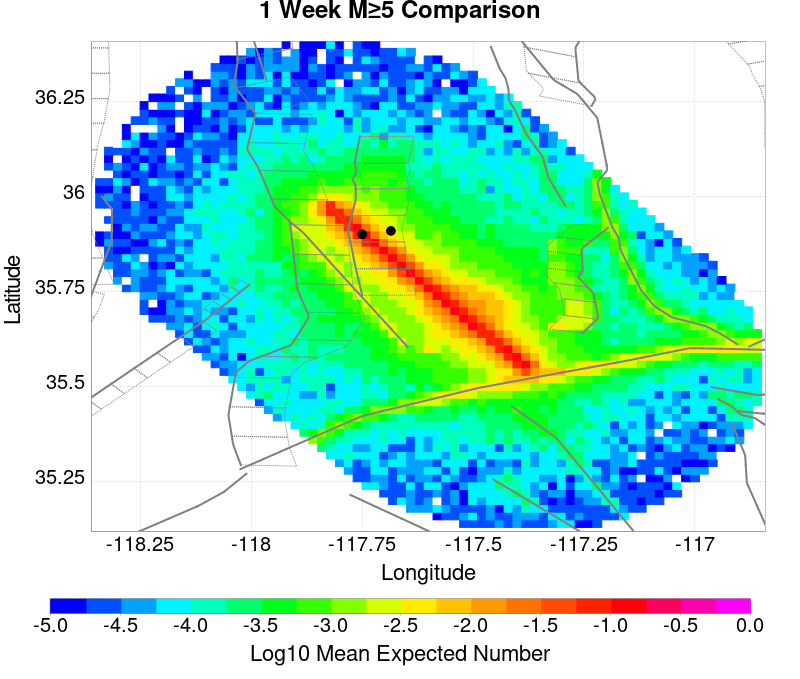 1 Week M≥5 Comparison
36.25
36
35.75
35.5
35.25
Latitude
-118.25 -118 -117.75 -117.5 -117.25 -117
Longitude
-5.0 -4.5 -4.0 -3.5 -3.0 -2.5 -2.0 -1.5 -1.0 -0.5 0.0
Log10 Mean Expected Number